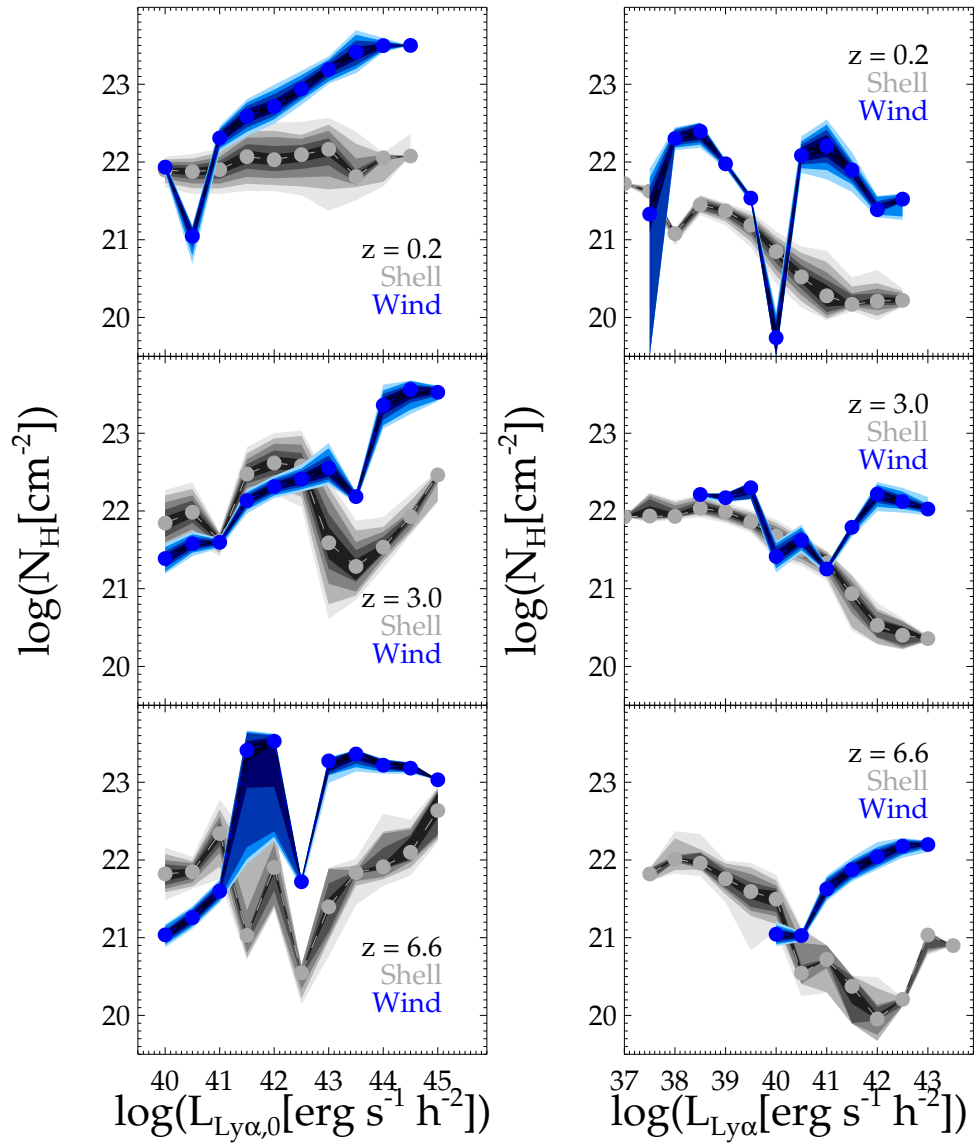 23
22
21
20
z = 0.2
Shell
Wind
23
22
21
20
z = 0.2
Shell
Wind
log(N_H[cm^-2])
23
22
21
20
z = 3.0
Shell
Wind
log(N_H[cm^-2])
23
22
21
20
z = 3.0
Shell
Wind
23
22
21
20
z = 6.6
Shell
Wind
40 41 42 43 44 45
log(L_Lyα,0[erg s^-1 h^-2])
23
22
21
20
z = 6.6
Shell
Wind
37 38 39 40 41 42 43
log(L_Lyα[erg s^-1 h^-2])